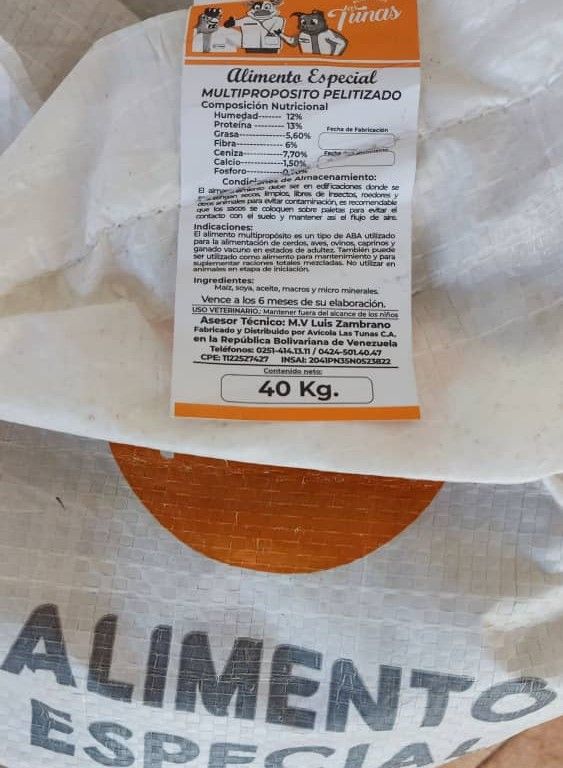 Tunas
Alimento Especial
MULTIPROPOSITO PELITIZADO
Composición Nutricional
Humedad------- 12%
Proteína --------- 13%
Grasa-------------5,60%
Fibra-------------- 6%
Ceniza------------7,70%
Calcio-------------1,50%
Fosforo-----------
Fecha de Fabricación
Fecha
de Almacenamiento:
El debe ser en edificaciones donde se
secos, limpios, libres de insectos, roedores y
animales para evitar contaminación, es recomendable
que los sacos se coloquen sobre paletas para evitar el
contacto con el suelo y mantener así el flujo de aire.
Indicaciones:
El alimento multipropósito es un tipo de ABA utilizado
para la alimentación de cerdos, aves, ovinos, caprinos y
ganado vacuno en estados de adultez. También puede
ser utilizado como alimento para mantenimiento y para
suplementar raciones totales mezcladas. No utilizar en
animales en etapa de iniciación.
Ingredientes:
Maíz, soya, aceite, macros y micro minerales.
Vence a los 6 meses de su elaboración.
USO VETERINARIO.: Mantener fuera del alcance de los niños
Asesor Técnico: M.V Luis Zambrano
Fabricado y Distribuido por Avícola Las Tunas C.A,
en la República Bolivariana de Venezuela
Teléfonos: 0251-414.13.11 / 0424-501.40.47
CPE: 1122527427 INSAI: 2041PN35N0523822
Contenido neto:
40 Kg.
ALIMENTO
ESPECIAL